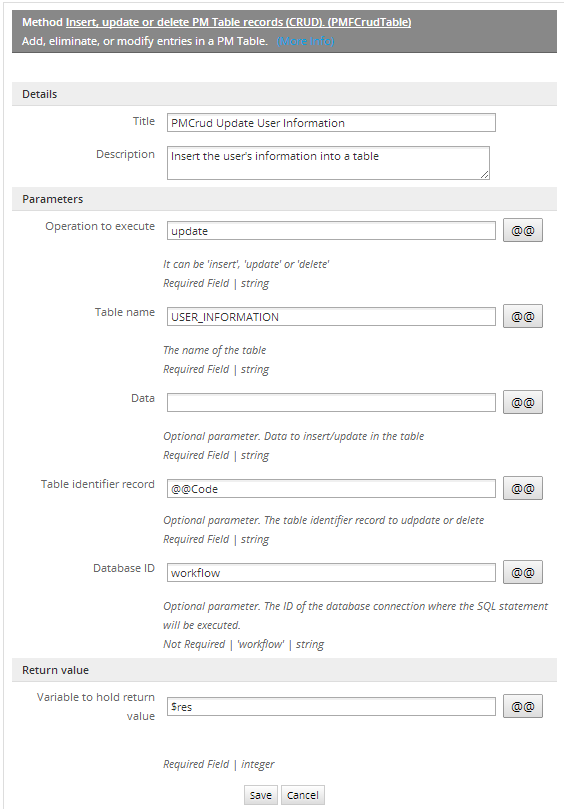 Method Insert, update or delete PM Table records (CRUD). (PMFCrudTable)
Add, eliminate, or modify entries in a PM Table. (More Info)
Details
Title PMCrud Update User Information
Description Insert the user's information into a table
Parameters
Operation to execute update @@
It can be 'insert', 'update' or 'delete'
Required Field | string
Table name USER_INFORMATION @@
The name of the table
Required Field | string
Data @@
Optional parameter. Data to insert/update in the table
Required Field | string
Table identifier record @@Code @@
Optional parameter. The table identifier record to udpdate or delete
Required Field | string
Database ID workflow @@
Optional parameter. The ID of the database connection where the SQL statement
will be executed.
Not Required | 'workflow' | string
Return value
Variable to hold return
value $res @@
Required Field | integer
Save Cancel